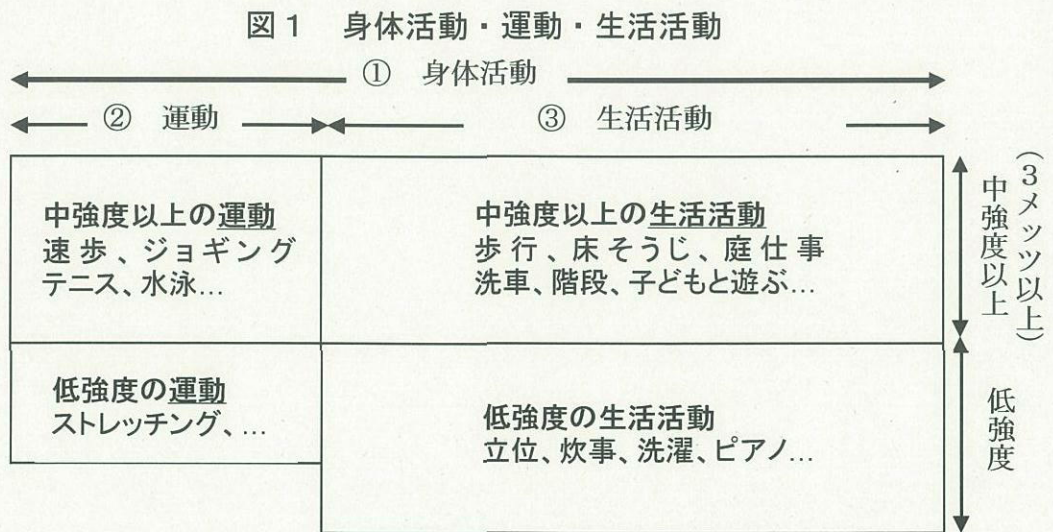 図1 身体活動・運動・生活活動
① 身体活動
② 運動
③ 生活活動
中強度以上の運動
速歩、ジョギング
テニス、水泳...
中強度以上の生活活動
歩行、床そうじ、庭仕事
洗車、階段、子どもと遊ぶ...
(3メッツ以上)
中強度以上
低強度の運動
ストレッチング、...
低強度の生活活動
立位、炊事、洗濯、ピアノ...
低強度